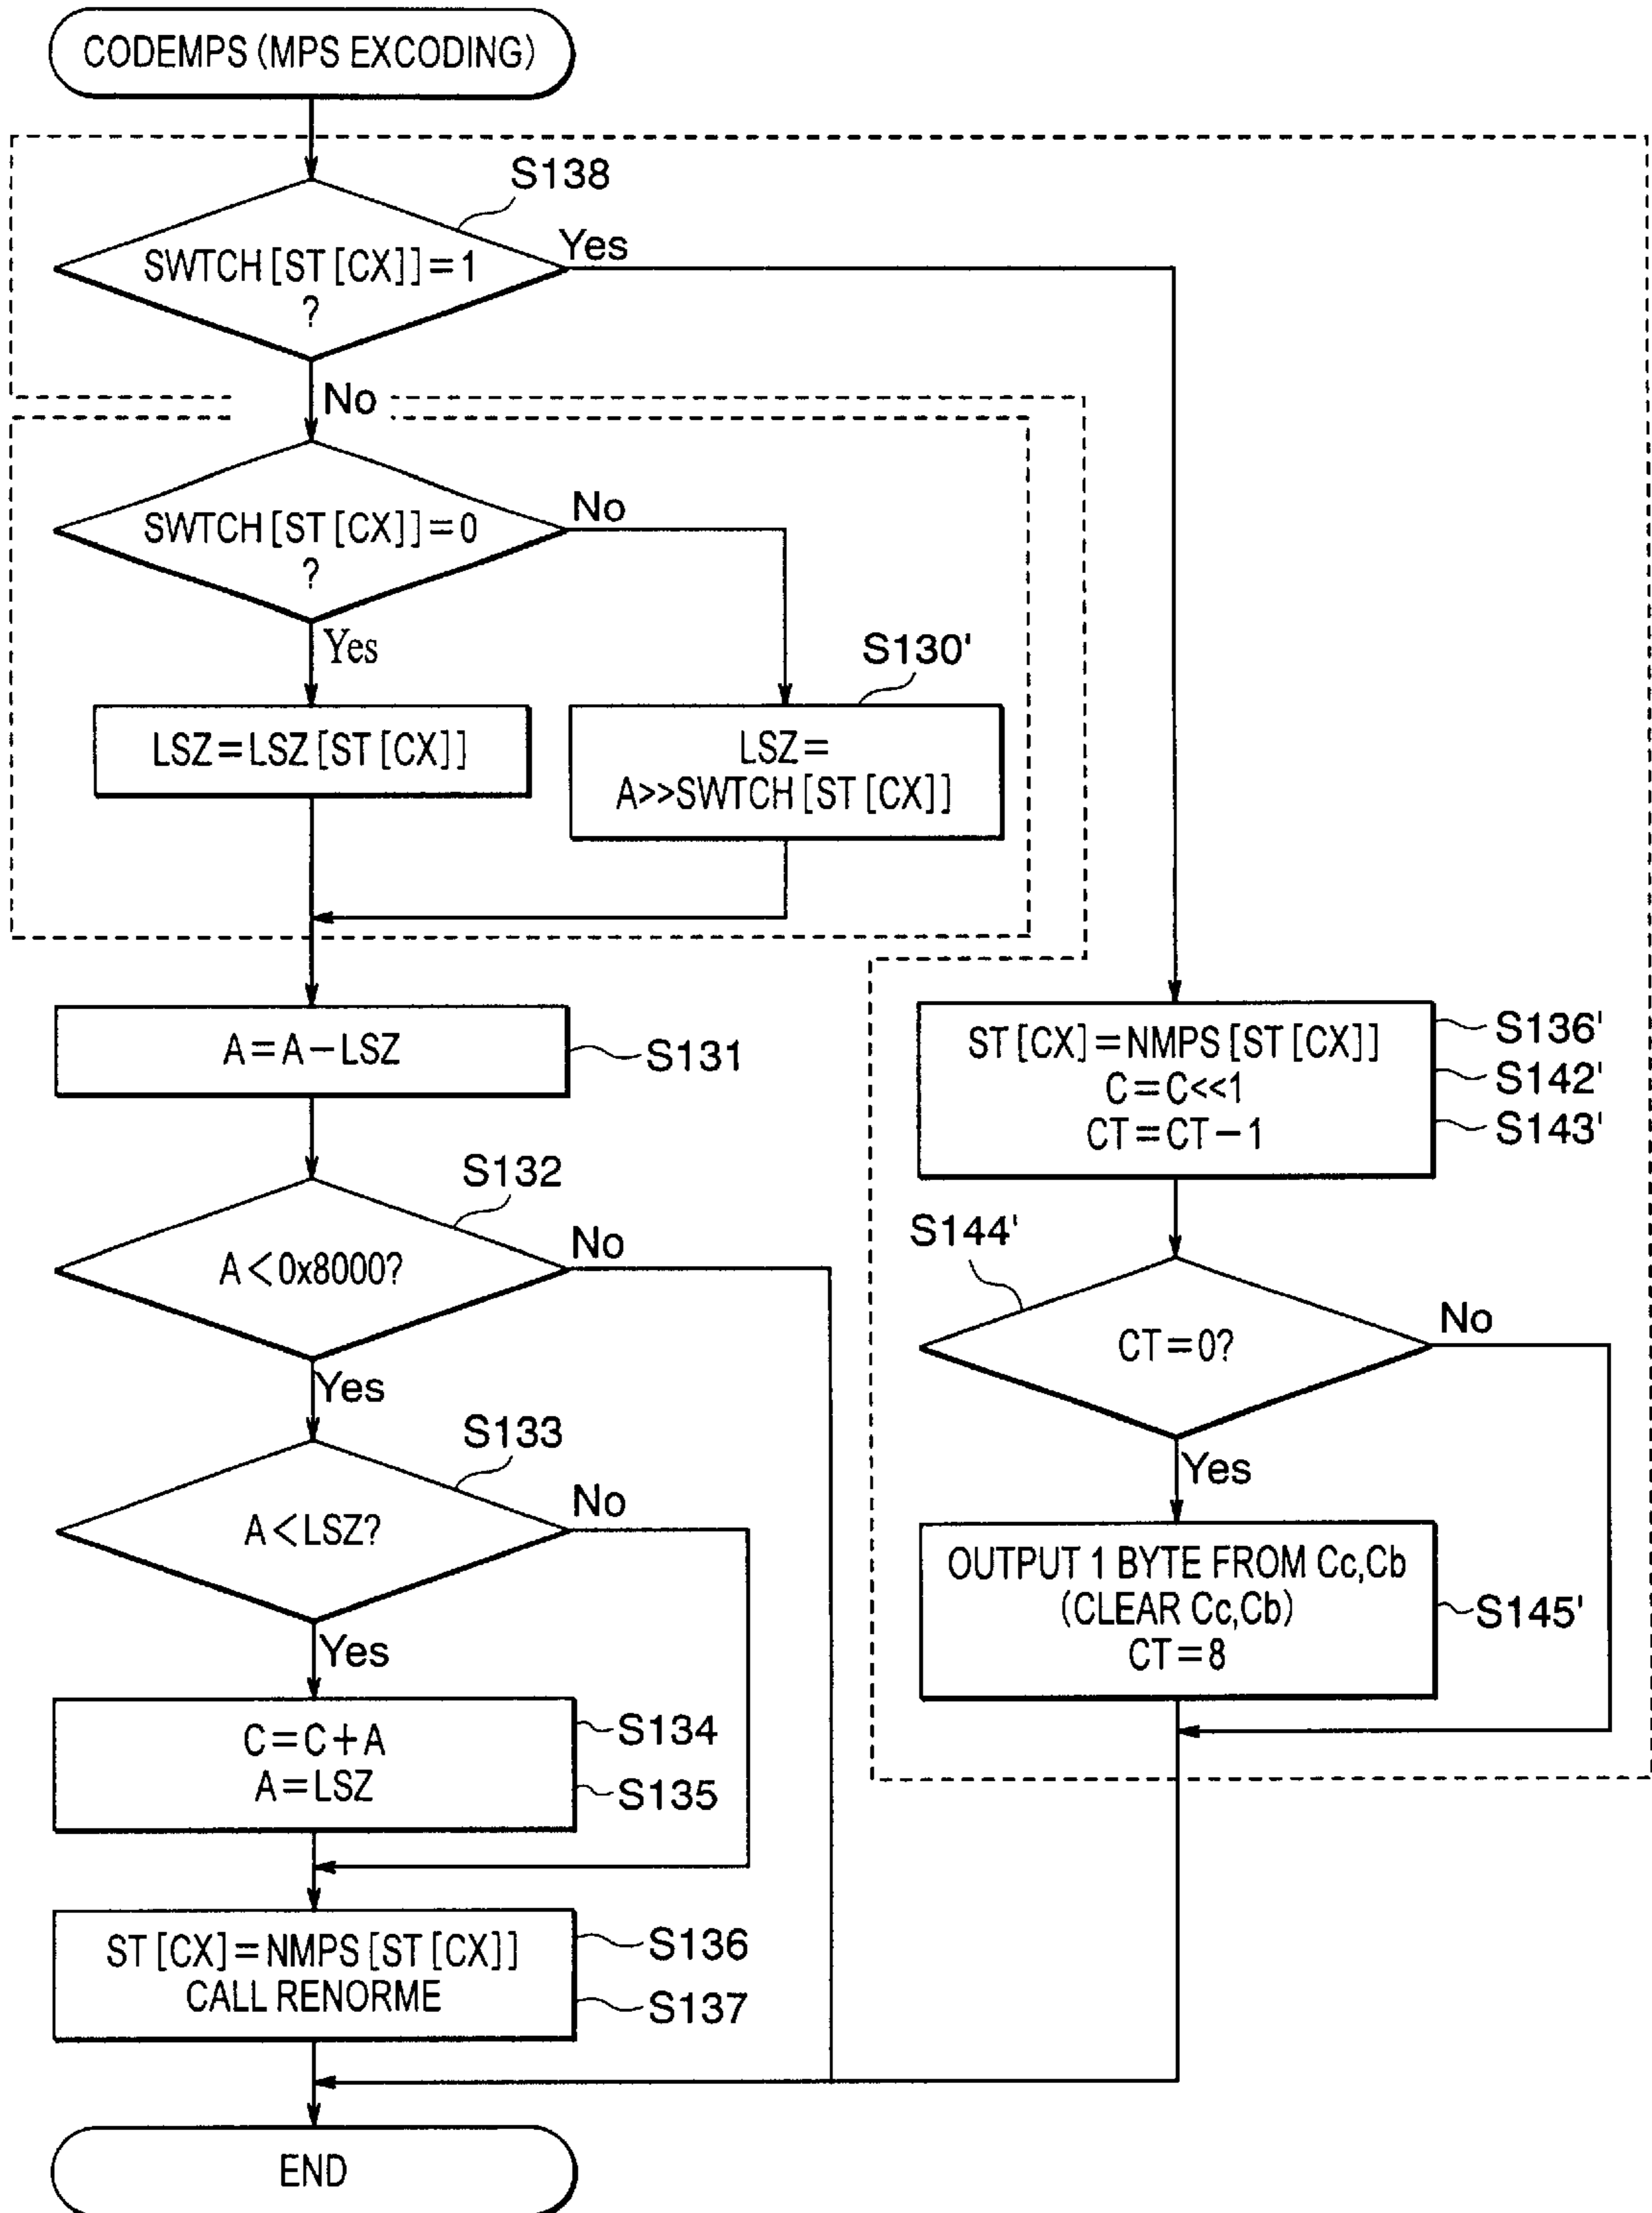 CODEMPS (MPS EXCODING)
S138
SWTCH [ST [CX]] = 1
?
Yes
No
SWTCH [ST [CX]] = 0
?
No
Yes
S130'
LSZ = LSZ [ST [CX]]
LSZ =
A>>SWTCH [ST [CX]]
A = A − LSZ
S131
ST [CX] = NMPS [ST [CX]]
C = C<<1
CT = CT − 1
S136'
S142'
S143'
S132
A < 0x8000?
No
Yes
S144'
CT = 0?
No
Yes
S133
A < LSZ?
No
Yes
OUTPUT 1 BYTE FROM Cc,Cb
(CLEAR Cc,Cb)
CT = 8
S145'
C = C + A
A = LSZ
S134
S135
ST [CX] = NMPS [ST [CX]]
CALL RENORME
S136
S137
END